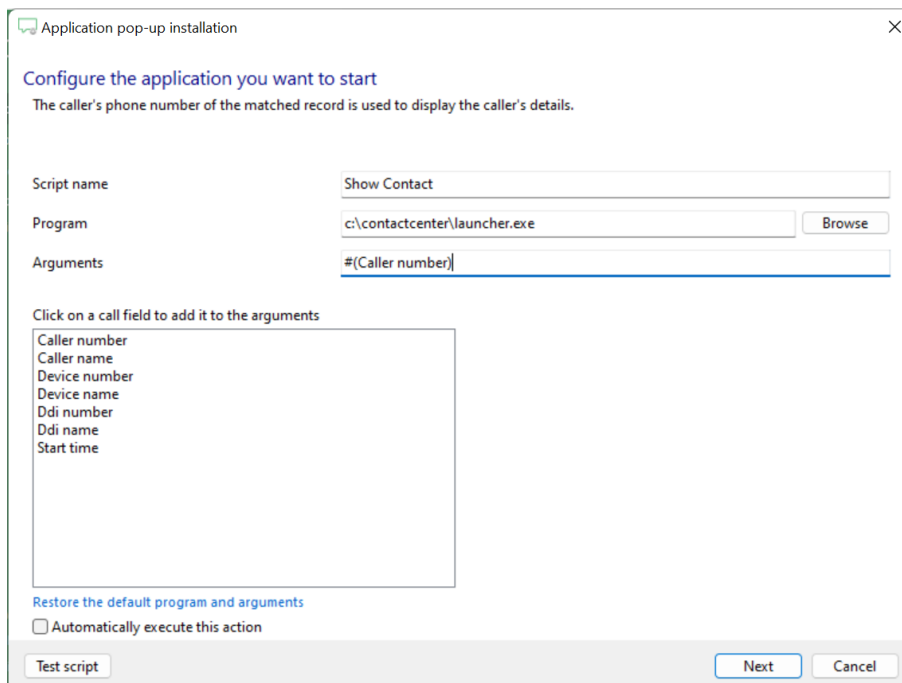 Application pop-up installation
Configure the application you want to start
The caller's phone number of the matched record is used to display the caller's details.
Script name
Show Contact
Program
c:\contactcenter\launcher.exe
Browse
Arguments
#(Caller number)
Click on a call field to add it to the arguments
Caller number
Caller name
Device number
Device name
Ddi number
Ddi name
Start time
Restore the default program and arguments
Automatically execute this action
Test script
Next
Cancel